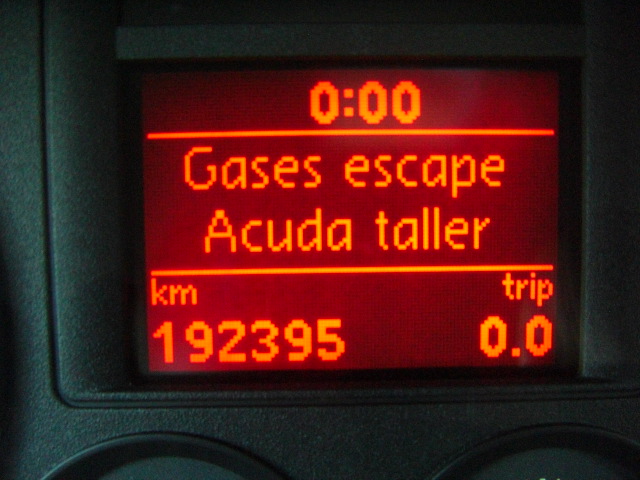 0:00
Gases escape
Acuda taller
km trip
192395 0.0